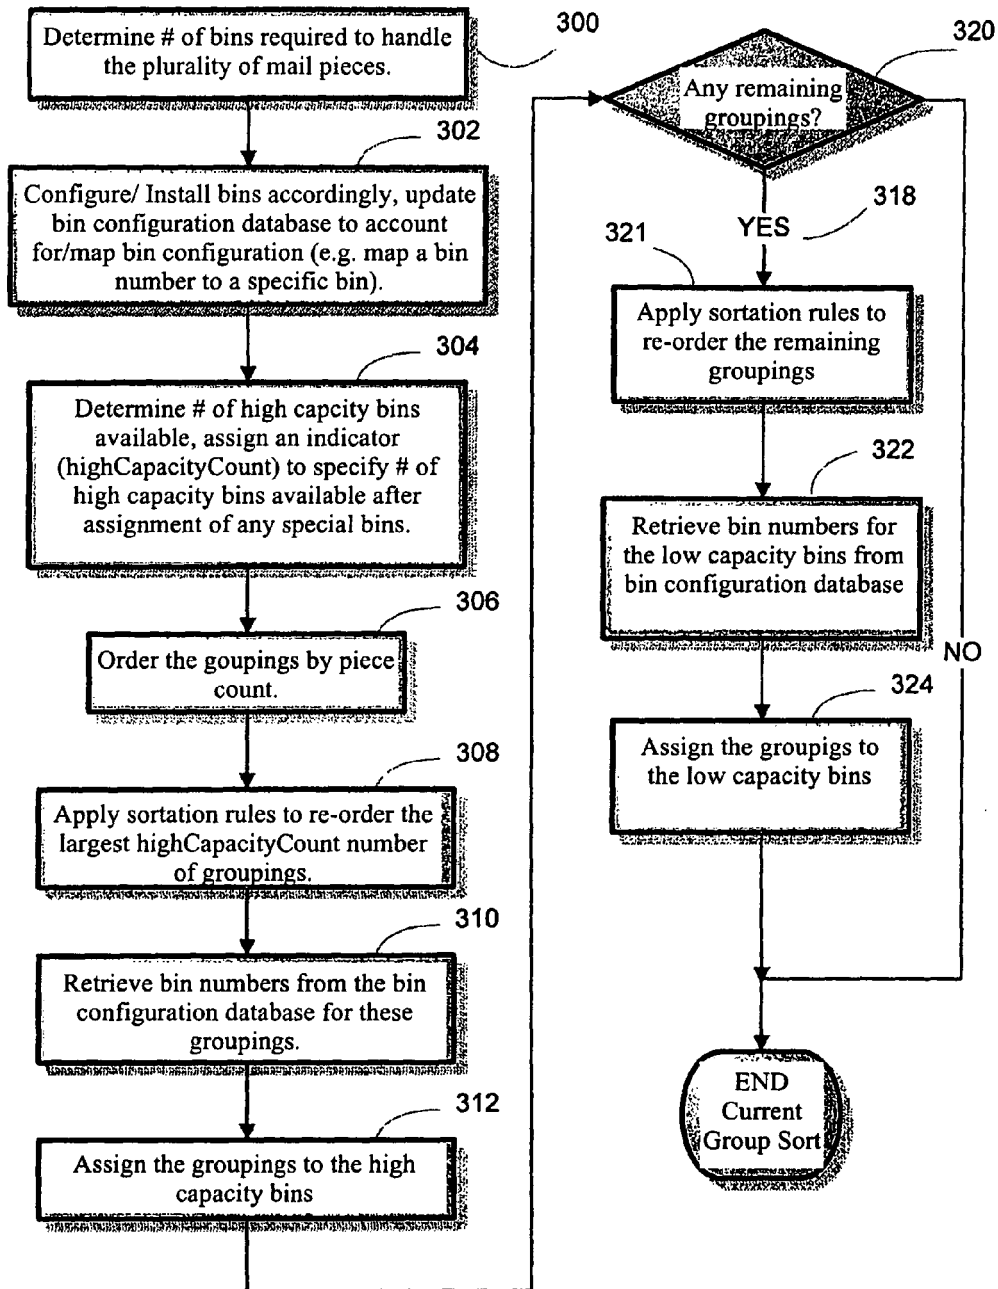 300
Determine # of bins required to handle
the plurality of mail pieces.
302
Configure/ Install bins accordingly, update
bin configuration database to account
for/map bin configuration (e.g. map a bin
number to a specific bin).
304
Determine # of high capcity bins
available, assign an indicator
(highCapacityCount) to specify # of
high capacity bins available after
assignment of any special bins.
306
Order the goupings by piece
count.
308
Apply sortation rules to re-order the
largest highCapacityCount number
of groupings.
310
Retrieve bin numbers from the bin
configuration database for these
groupings.
312
Assign the groupings to the high
capacity bins
320
Any remaining
groupings?
318
YES
321
Apply sortation rules to
re-order the remaining
groupings
322
Retrieve bin numbers for
the low capacity bins from
bin configuration database
NO
324
Assign the groupigs to
the low capacity bins
END
Current
Group Sort